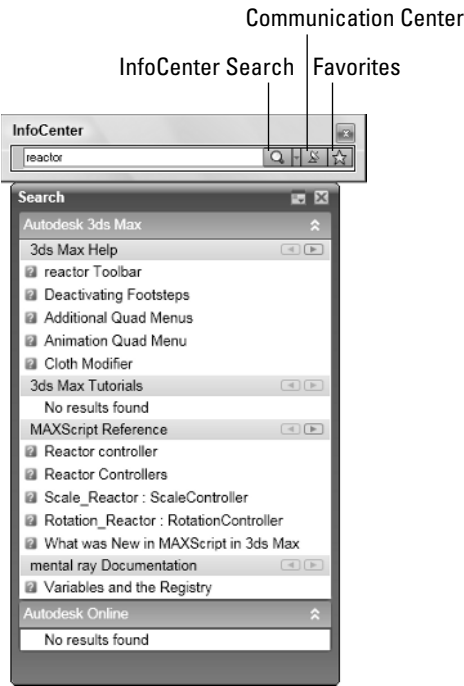 Communication Center
InfoCenter Search
Favorites
InfoCenter
reactor
Search
Autodesk 3ds Max
3ds Max Help
reactor Toolbar
Deactivating Footsteps
Additional Quad Menus
Animation Quad Menu
Cloth Modifier
3ds Max Tutorials
No results found
MAXScript Reference
Reactor controller
Reactor Controllers
Scale_Reactor : ScaleController
Rotation_Reactor : RotationController
What was New in MAXScript in 3ds Max
mental ray Documentation
Variables and the Registry
Autodesk Online
No results found